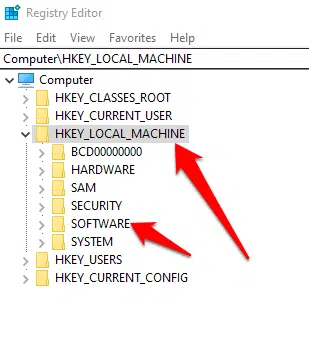 Registry Editor
File Edit View Favorites Help
Computer\HKEY_LOCAL_MACHINE
Computer
HKEY_CLASSES_ROOT
HKEY_CURRENT_USER
HKEY_LOCAL_MACHINE
BCD00000000
HARDWARE
SAM
SECURITY
SOFTWARE
SYSTEM
HKEY_USERS
HKEY_CURRENT_CONFIG